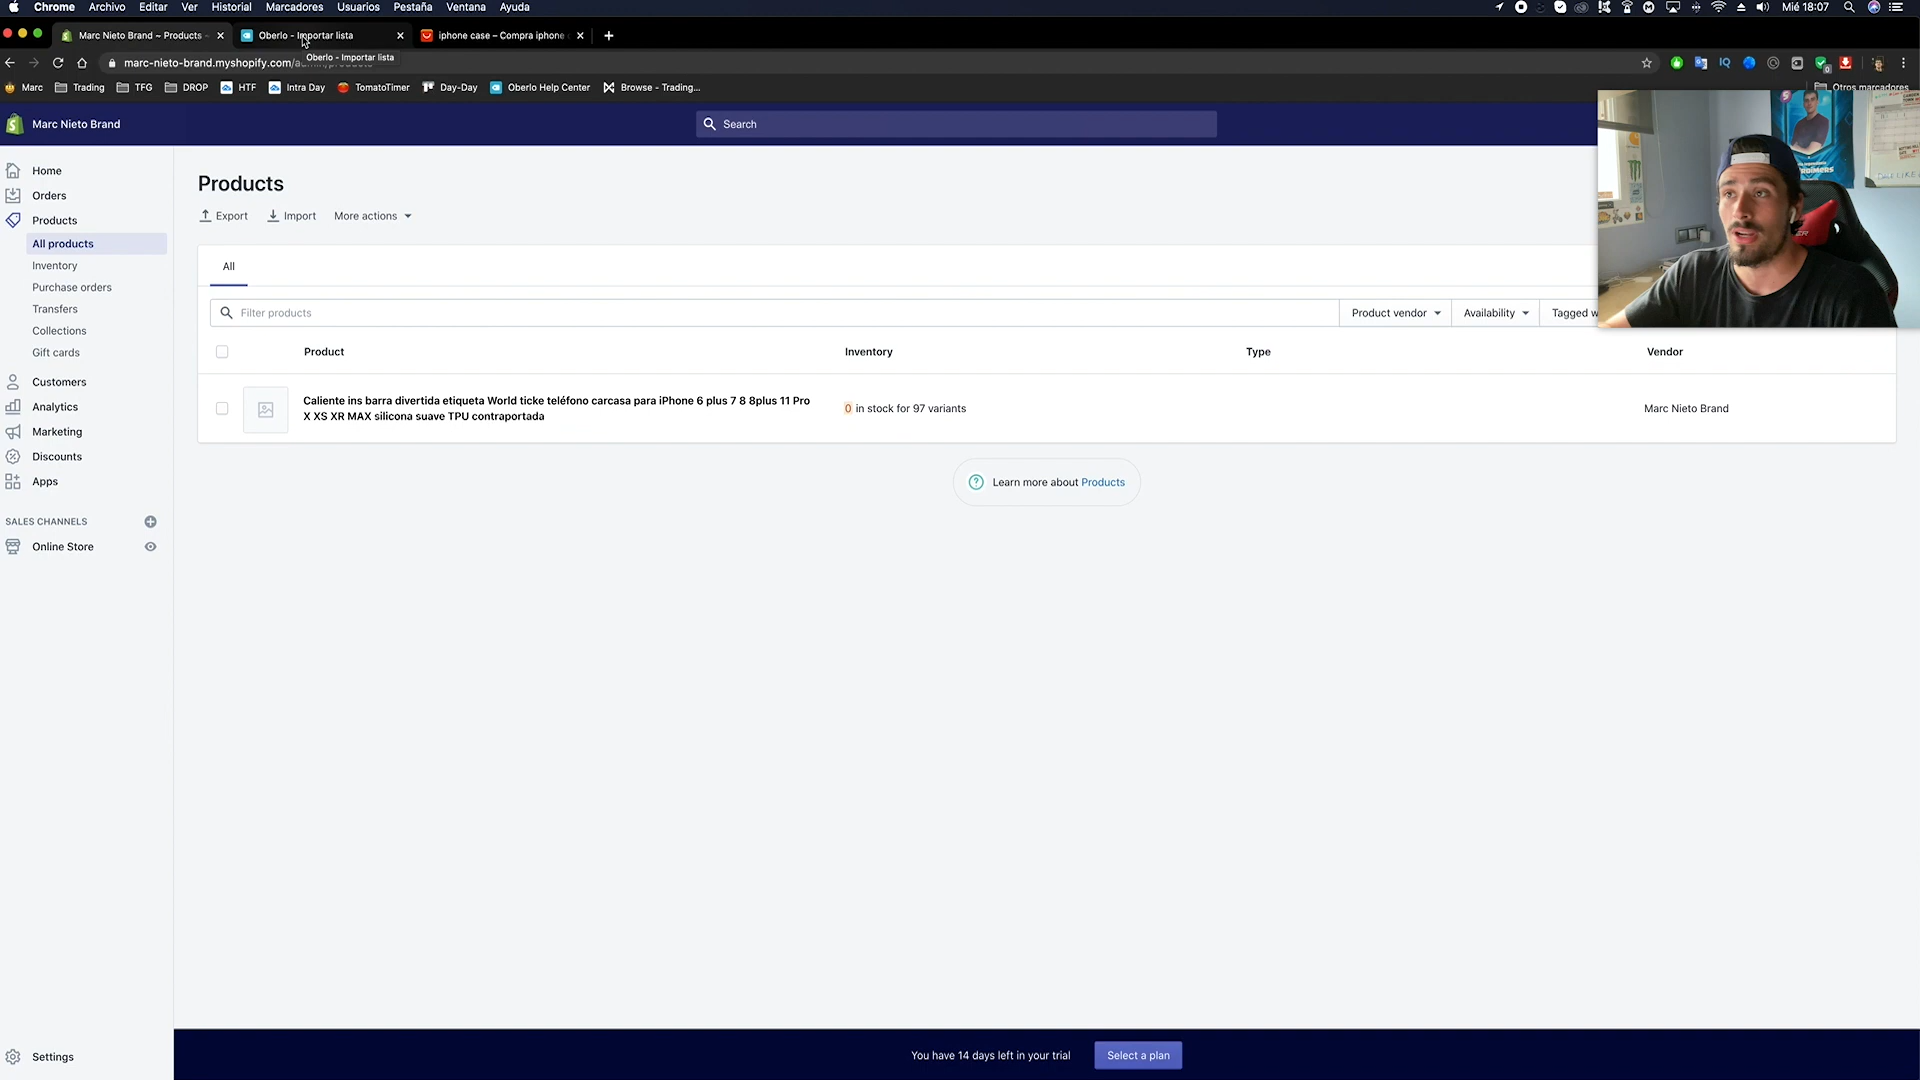 Chrome Archivo Editar Ver Historial Marcadores Usuarios Pestaña Ventana Ayuda
Mié 18:07
Marc Nieto Brand ~ Products ~
Oberlo - Importar lista
iphone case – Compra iphone
Oberlo - Importar lista
marc-nieto-brand.myshopify.com/
Marc Trading TFG DROP HTF Intra Day TomatoTimer Day-Day Oberlo Help Center Browse - Trading...
Otros marcadores
Marc Nieto Brand
Search
Home
Orders
Products
All products
Inventory
Purchase orders
Transfers
Collections
Gift cards
Customers
Analytics
Marketing
Discounts
Apps
SALES CHANNELS
Online Store
Settings
Products
Export Import More actions
All
Filter products
Product vendor Availability Tagged w
Product Inventory Type Vendor
Caliente ins barra divertida etiqueta World ticke teléfono carcasa para iPhone 6 plus 7 8 8plus 11 Pro
X XS XR MAX silicona suave TPU contraportada
0 in stock for 97 variants
Marc Nieto Brand
Learn more about Products
You have 14 days left in your trial
Select a plan